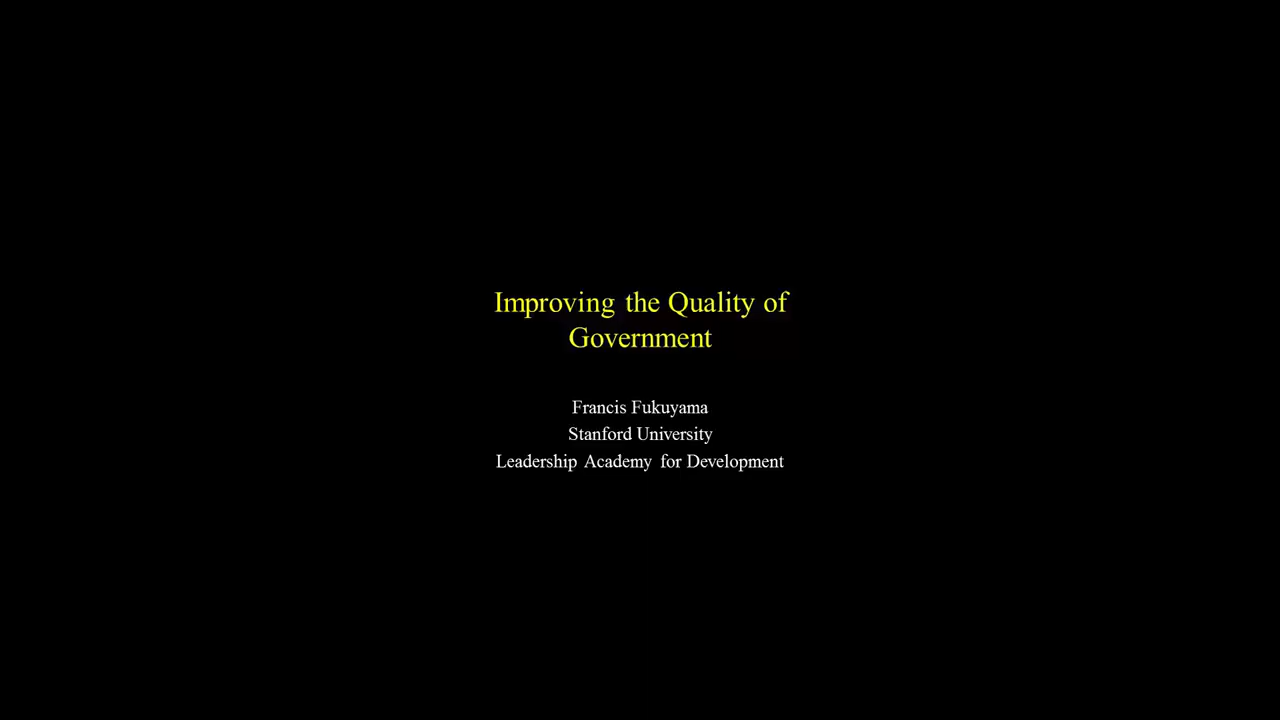 Improving the Quality of
Government
Francis Fukuyama
Stanford University
Leadership Academy for Development